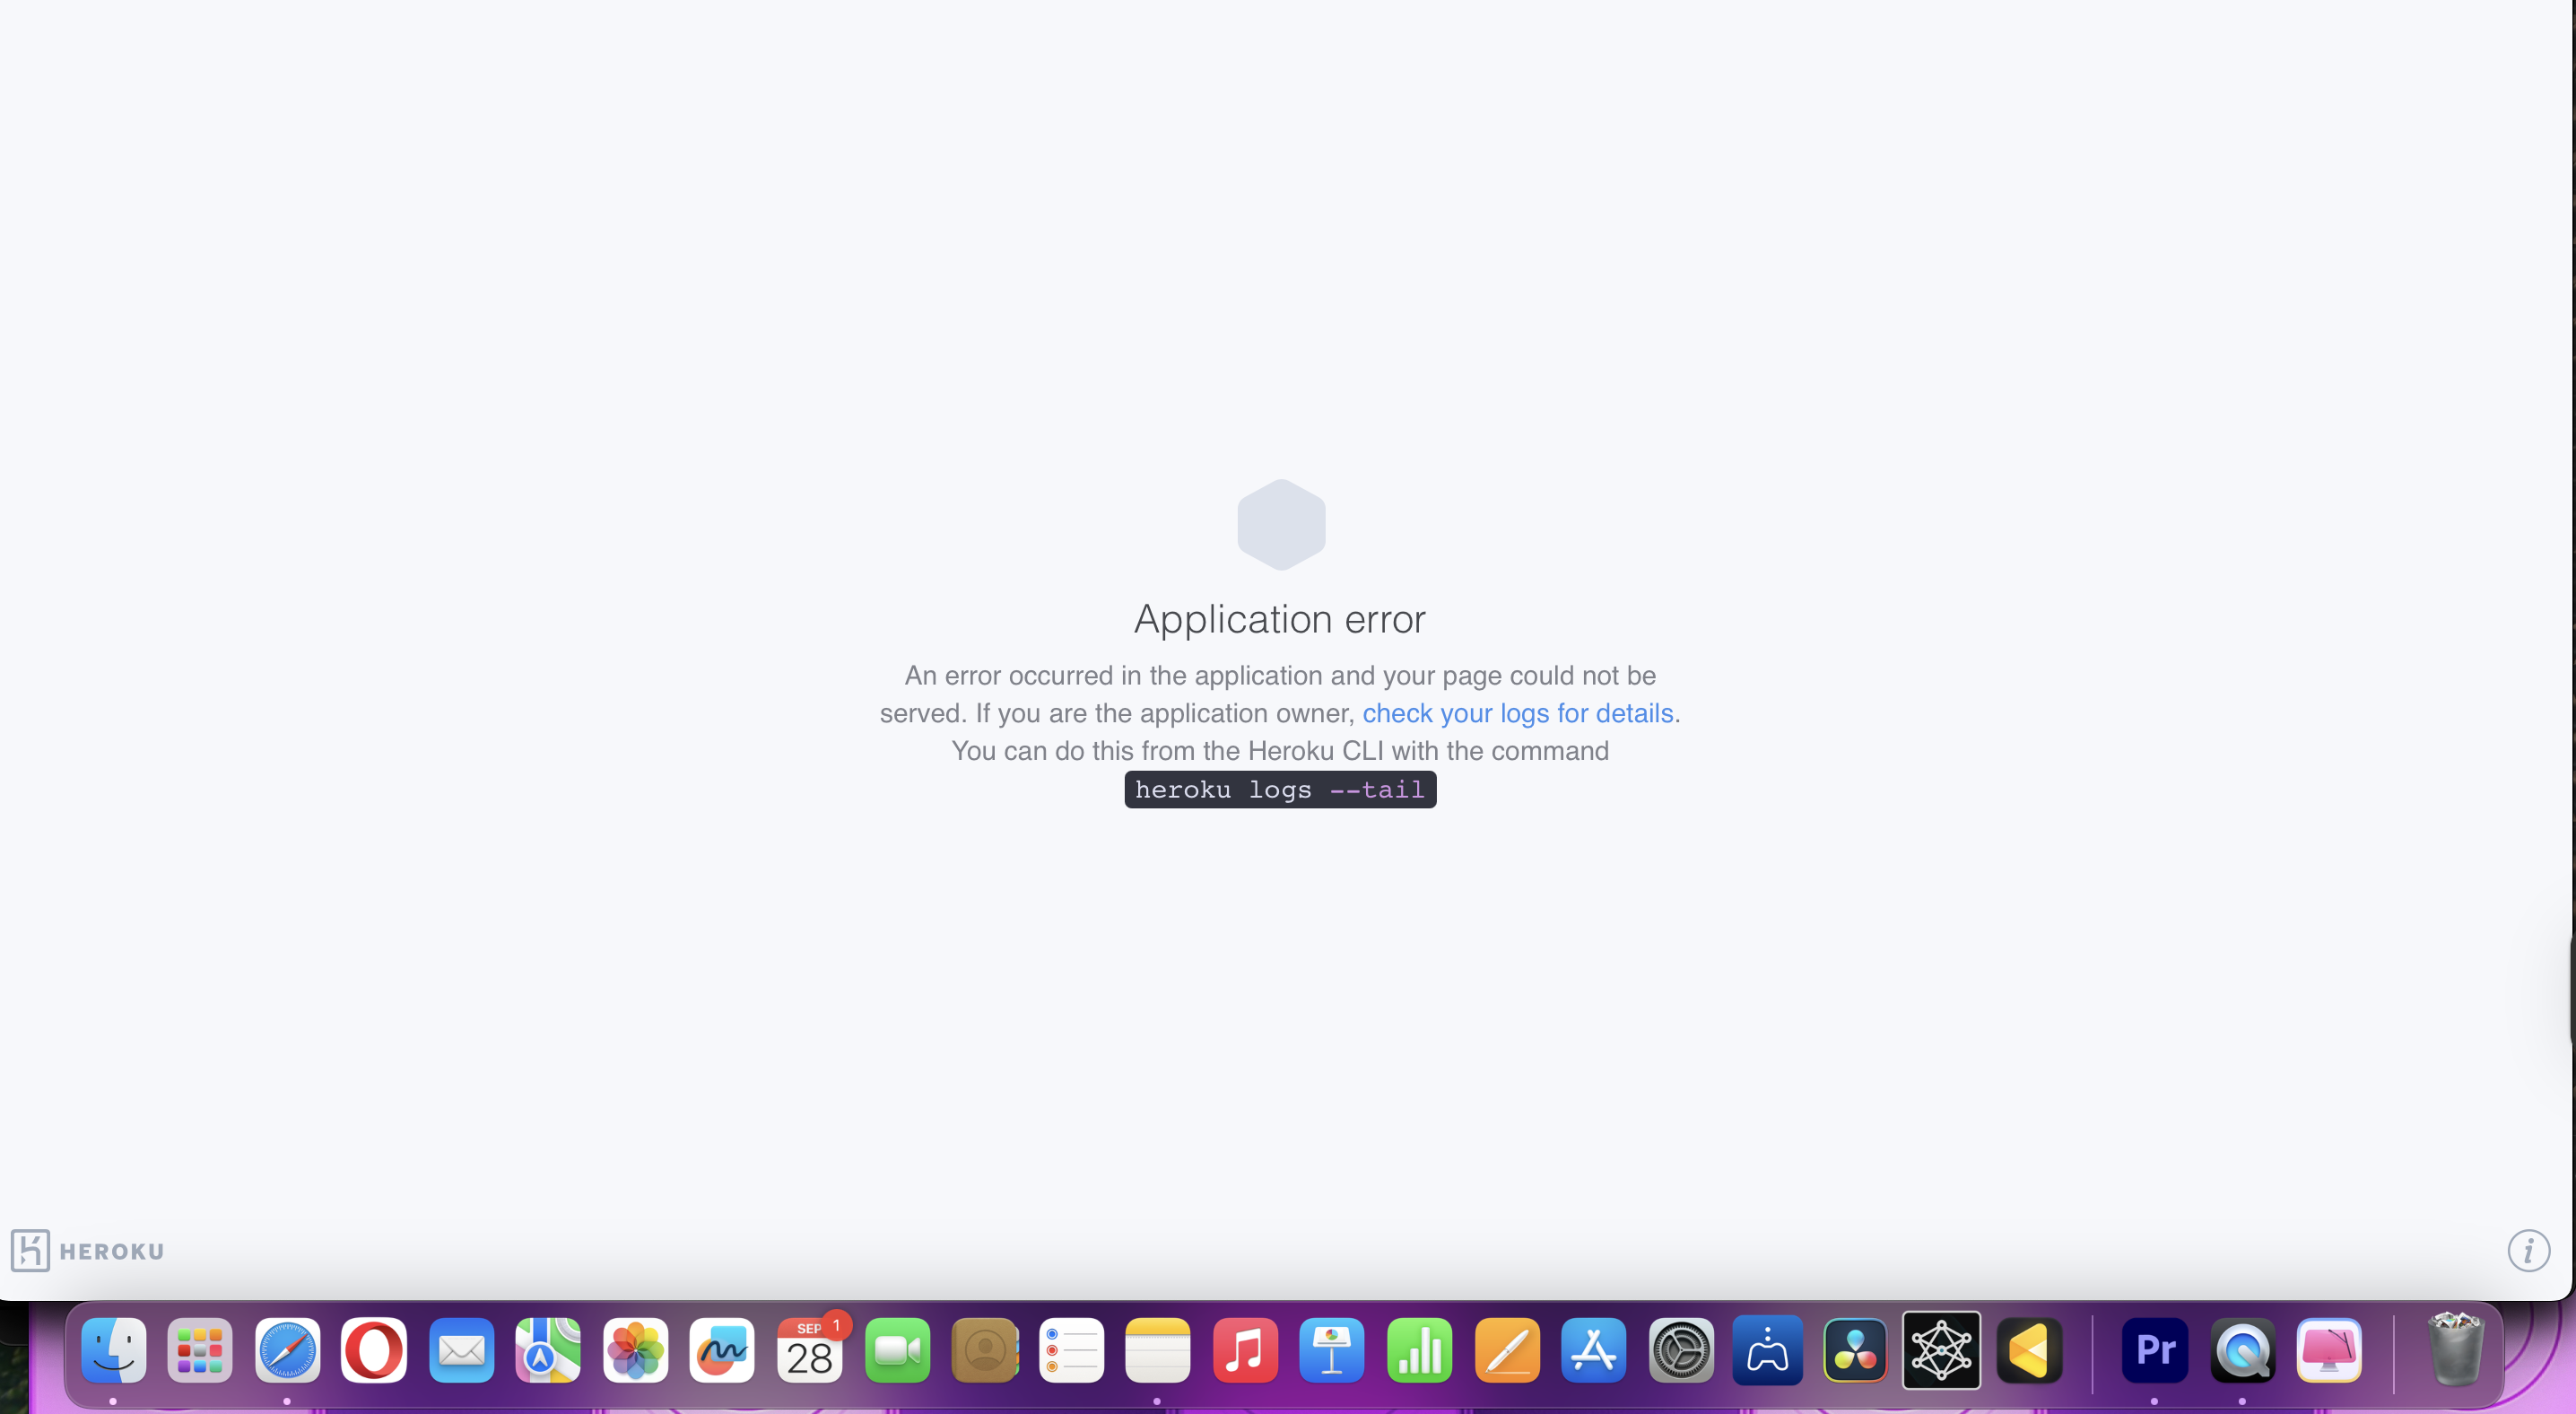 Application error
An error occurred in the application and your page could not be
served. If you are the application owner, check your logs for details.
You can do this from the Heroku CLI with the command
heroku logs --tail
HEROKU
i
SEP
1
28
Pr